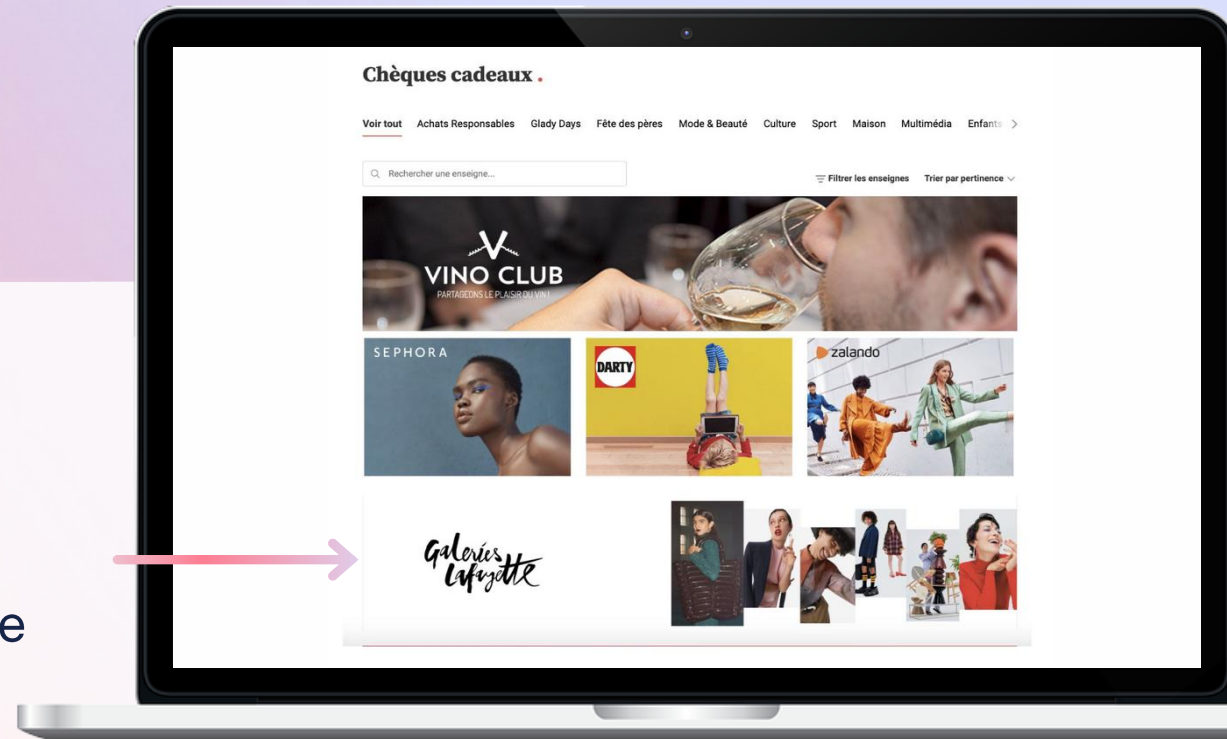 Chèques cadeaux .
Voir tout Achats Responsables Glady Days Fête des pères Mode & Beauté Culture Sport Maison Multimédia Enfants >
Rechercher une enseigne...
Filtrer les enseignes Trier par pertinence
VINO CLUB
PARTAGEONS LE PLAISIR DU VIN !
SEPHORA
DARTY
zalando
Galeries
Lafayette
e